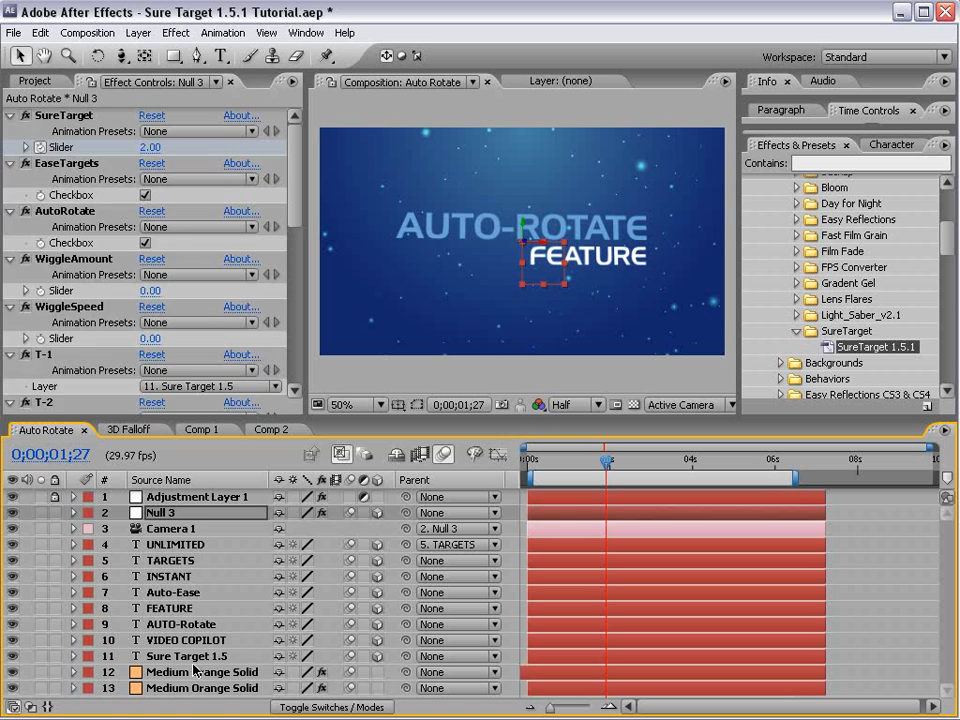 Adobe After Effects - Sure Target 1.5.1 Tutorial.aep *
File Edit Composition Layer Effect Animation View Window Help
Workspace: Standard
Project Effect Controls: Null 3
Auto Rotate * Null 3
SureTarget Reset About...
Animation Presets: None
Slider 2.00
EaseTargets Reset About...
Animation Presets: None
Checkbox
AutoRotate Reset About...
Animation Presets: None
Checkbox
WiggleAmount Reset About...
Animation Presets: None
Slider 0.00
WiggleSpeed Reset About...
Animation Presets: None
Slider 0.00
T-1 Reset About...
Layer 11. Sure Target 1.5
T-2 Reset About...
Composition: Auto Rotate Layer: (none)
AUTO-ROTATE
FEATURE
50% 0;00;01;27 Half Active Camera
Info Audio
Paragraph Time Controls
Effects & Presets Character
Contains:
Bloom
Day for Night
Easy Reflections
Fast Film Grain
Film Fade
FPS Converter
Gradent Gel
Lens Flares
Light_Saber_v2.1
SureTarget
SureTarget 1.5.1
Backgrounds
Behaviors
Easy Reflections CS3 & CS4
Auto Rotate 3D Falloff Comp 1 Comp 2
0;00;01;27 (29.97 fps)
# Source Name Parent
:00s 04s 06s 08s 10
1 Adjustment Layer 1 None
2 Null 3 None
3 Camera 1 2. Null 3
4 T UNLIMITED 5. TARGETS
5 T TARGETS None
6 T INSTANT None
7 T Auto-Ease None
8 T FEATURE None
9 T AUTO-Rotate None
10 T VIDEO COPILOT None
11 T Sure Target 1.5 None
12 Medium Orange Solid None
13 Medium Orange Solid None
Toggle Switches / Modes